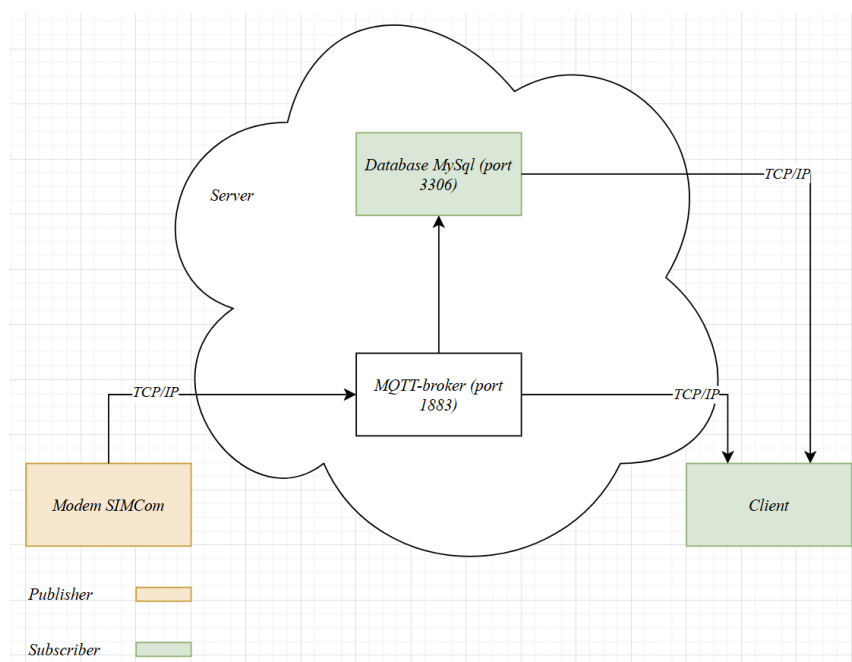 Database MySql (port
3306)
TCP/IP
Server
MQTT-broker (port
1883)
TCP/IP
TCP/IP
Modem SIMCom
Client
Publisher
Subscriber